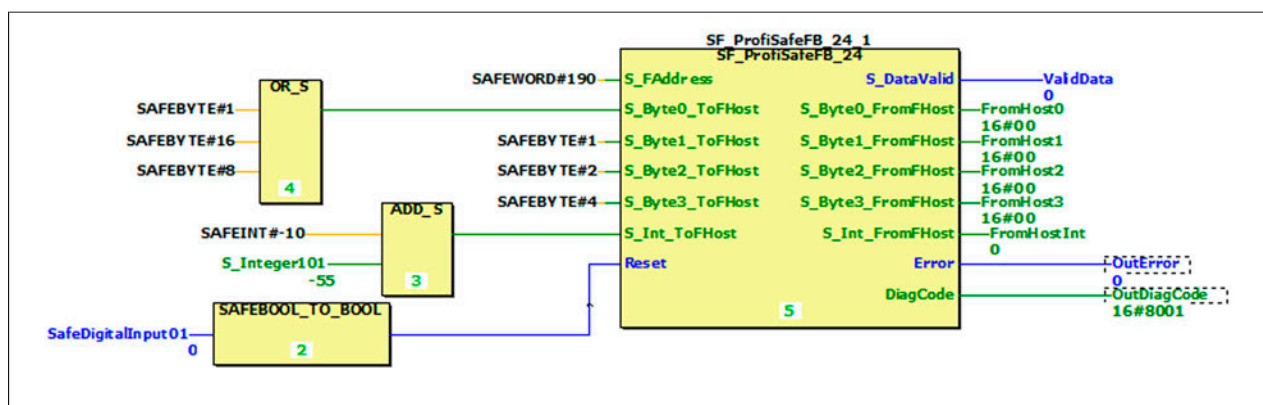 SF_ProfiSafeFB_24_1
SF_ProfiSafeFB_24
OR_S
SAFEBYTE#1
SAFEBYTE#16
SAFEBYTE#8
4
ADD_S
SAFEINT#-10
S_Integer101
-55
3
SAFEBOOL_TO_BOOL
SafeDigitalInput01
0
2
SAFEWORD#190
SAFEBYTE#1
SAFEBYTE#2
SAFEBYTE#4
S_FAddress
S_Byte0_ToFHost
S_Byte1_ToFHost
S_Byte2_ToFHost
S_Byte3_ToFHost
S_Int_ToFHost
Reset
S_DataValid
S_Byte0_FromFHost
S_Byte1_FromFHost
S_Byte2_FromFHost
S_Byte3_FromFHost
S_Int_FromFHost
Error
DiagCode
5
ValidData
0
FromHost0
16#00
FromHost1
16#00
FromHost2
16#00
FromHost3
16#00
FromHostInt
0
OutError
0
OutDiagCode
16#8001